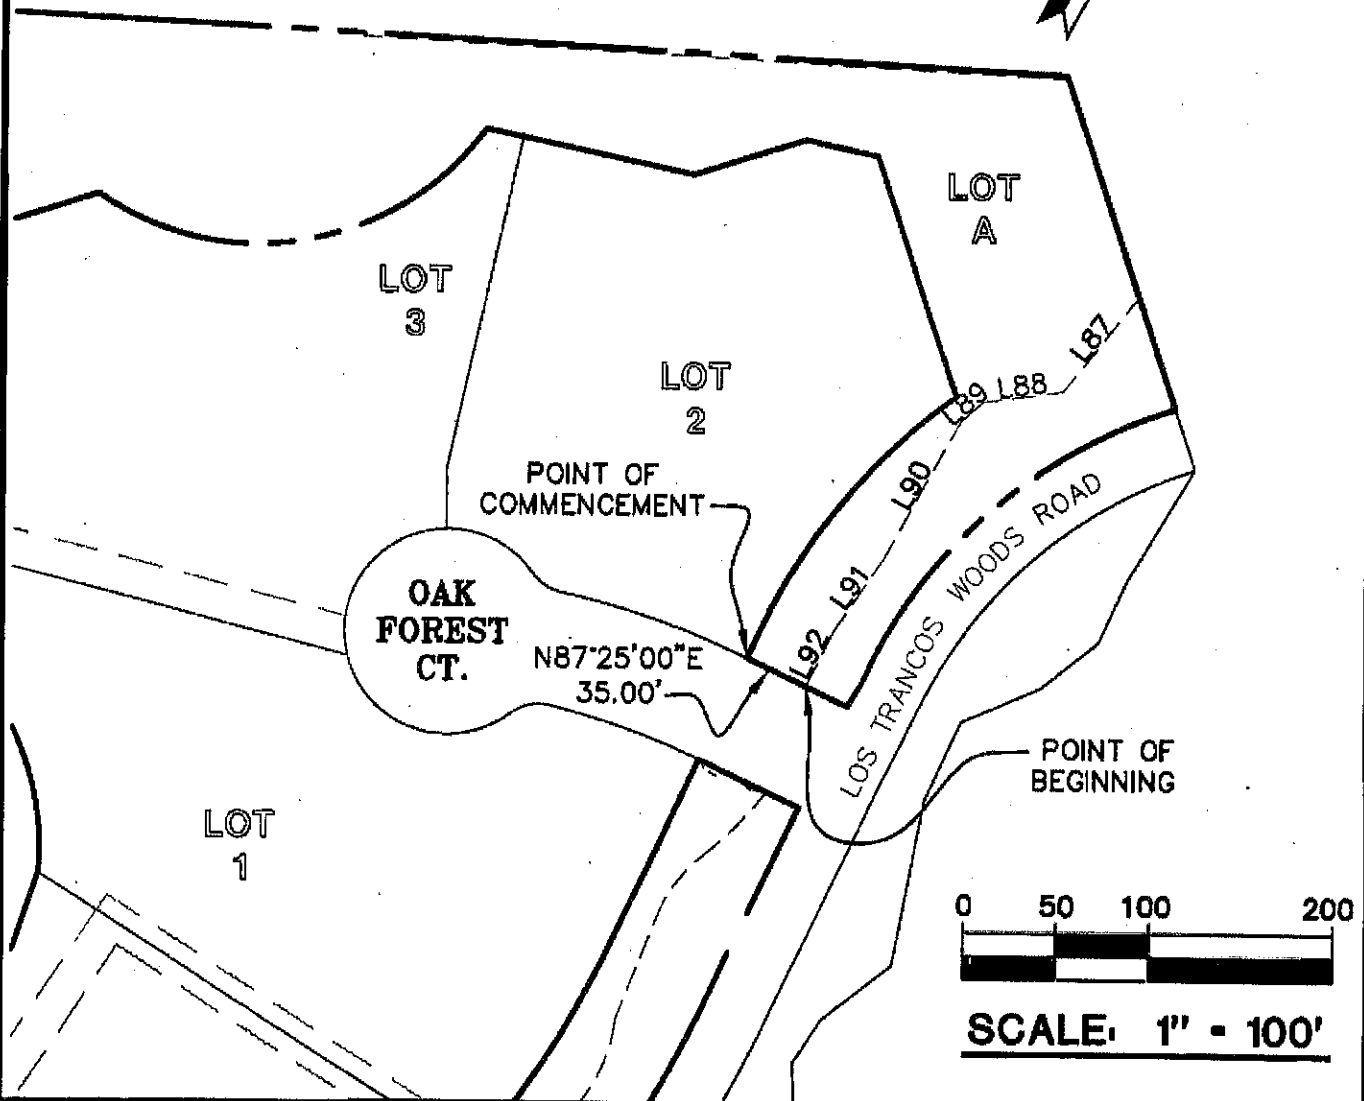 LOT
A
LOT
3
L87
LOT
2
L89
L88
POINT OF
COMMENCEMENT
L90
LOS TRANCOS WOODS ROAD
OAK
FOREST
CT.
L91
L92
N87°25'00"E
35.00'
POINT OF
BEGINNING
LOT
1
0 50 100 200
SCALE: 1" = 100'